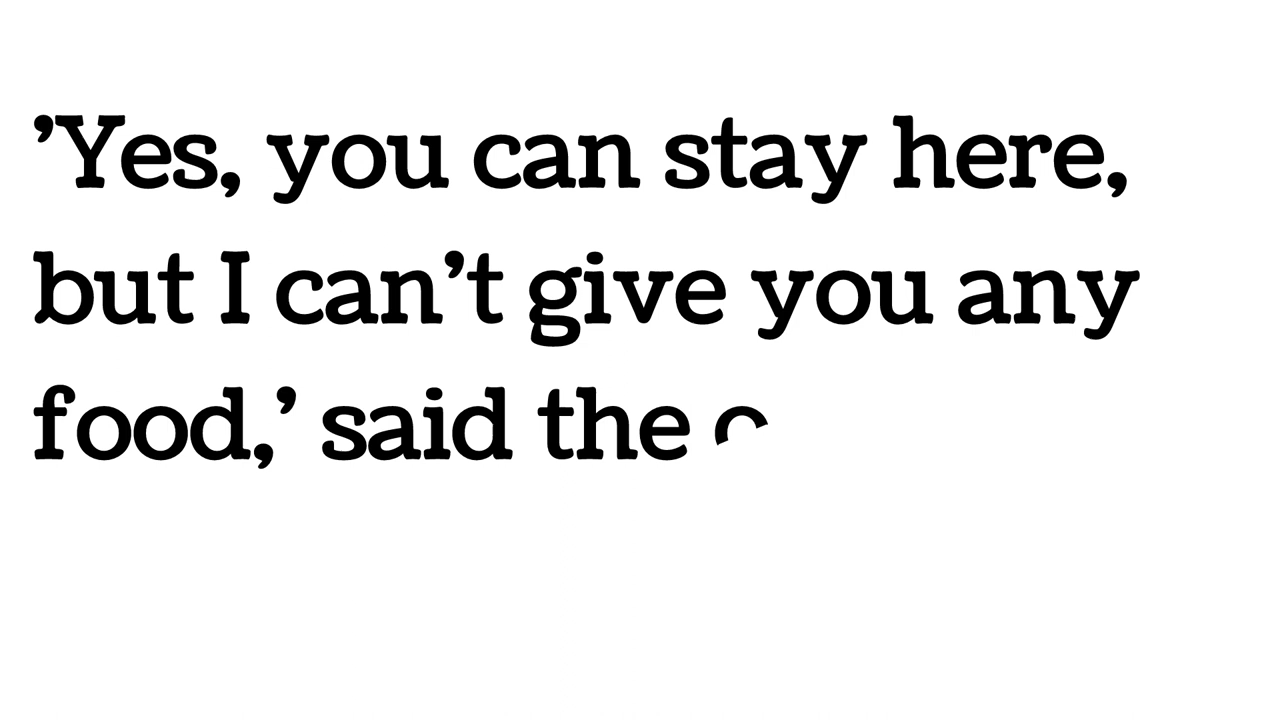 ’Yes, you can stay here,
but I can’t give you any
food,’ said the